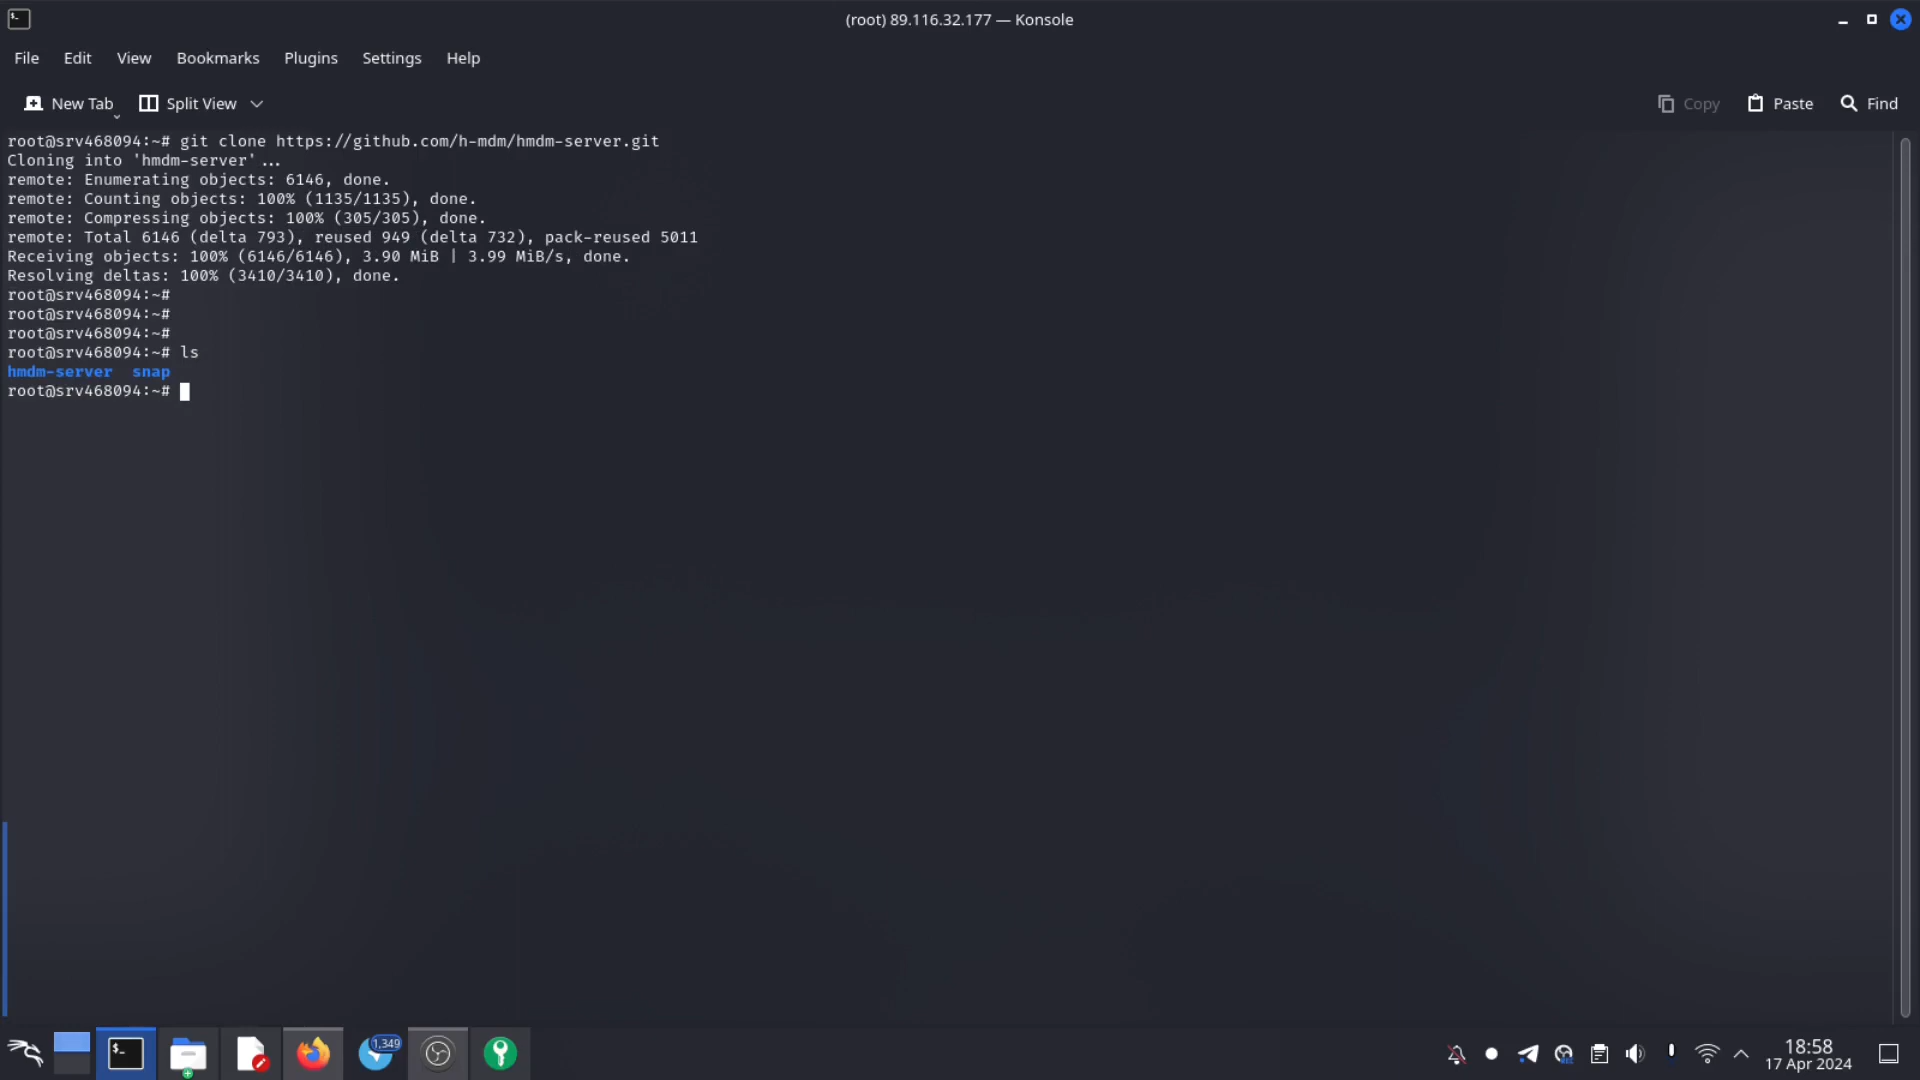 (root) 89.116.32.177 — Konsole
File Edit View Bookmarks Plugins Settings Help
New Tab Split View Copy Paste Find
root@srv468094:~# git clone https://github.com/h-mdm/hmdm-server.git
Cloning into 'hmdm-server'...
remote: Enumerating objects: 6146, done.
remote: Counting objects: 100% (1135/1135), done.
remote: Compressing objects: 100% (305/305), done.
remote: Total 6146 (delta 793), reused 949 (delta 732), pack-reused 5011
Receiving objects: 100% (6146/6146), 3.90 MiB | 3.99 MiB/s, done.
Resolving deltas: 100% (3410/3410), done.
root@srv468094:~#
root@srv468094:~#
root@srv468094:~#
root@srv468094:~# ls
hmdm-server snap
root@srv468094:~#
1,349
18:58
17 Apr 2024